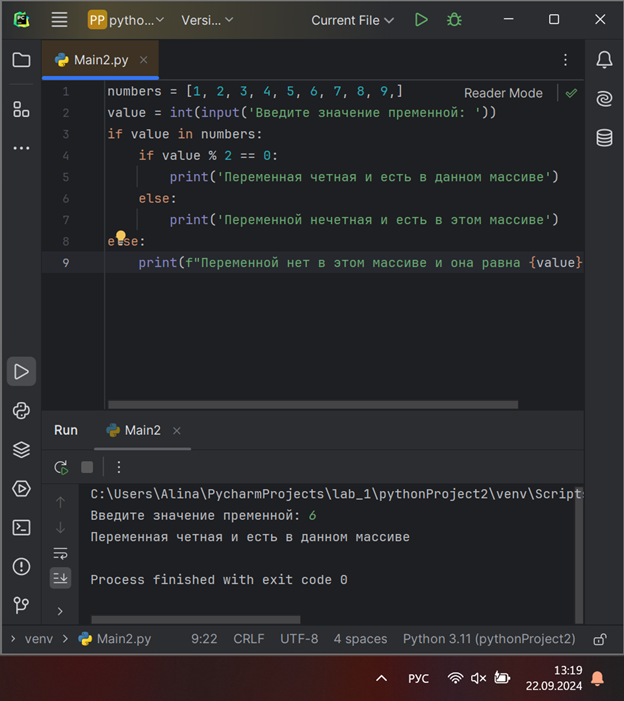 PC
PP pytho... Versi... Current File
Main2.py
Reader Mode
1 numbers = [1, 2, 3, 4, 5, 6, 7, 8, 9,]
2 value = int(input('Введите значение пременной: '))
3 if value in numbers:
4 if value % 2 == 0:
5 print('Переменная четная и есть в данном массиве')
6 else:
7 print('Переменной нечетная и есть в этом массиве')
8 else:
9 print(f"Переменной нет в этом массиве и она равна {value}
Run Main2
C:\Users\Alina\PycharmProjects\lab_1\pythonProject2\venv\Script
Введите значение пременной: 6
Переменная четная и есть в данном массиве
Process finished with exit code 0
venv Main2.py 9:22 CRLF UTF-8 4 spaces Python 3.11 (pythonProject2)
РУС
13:19
22.09.2024